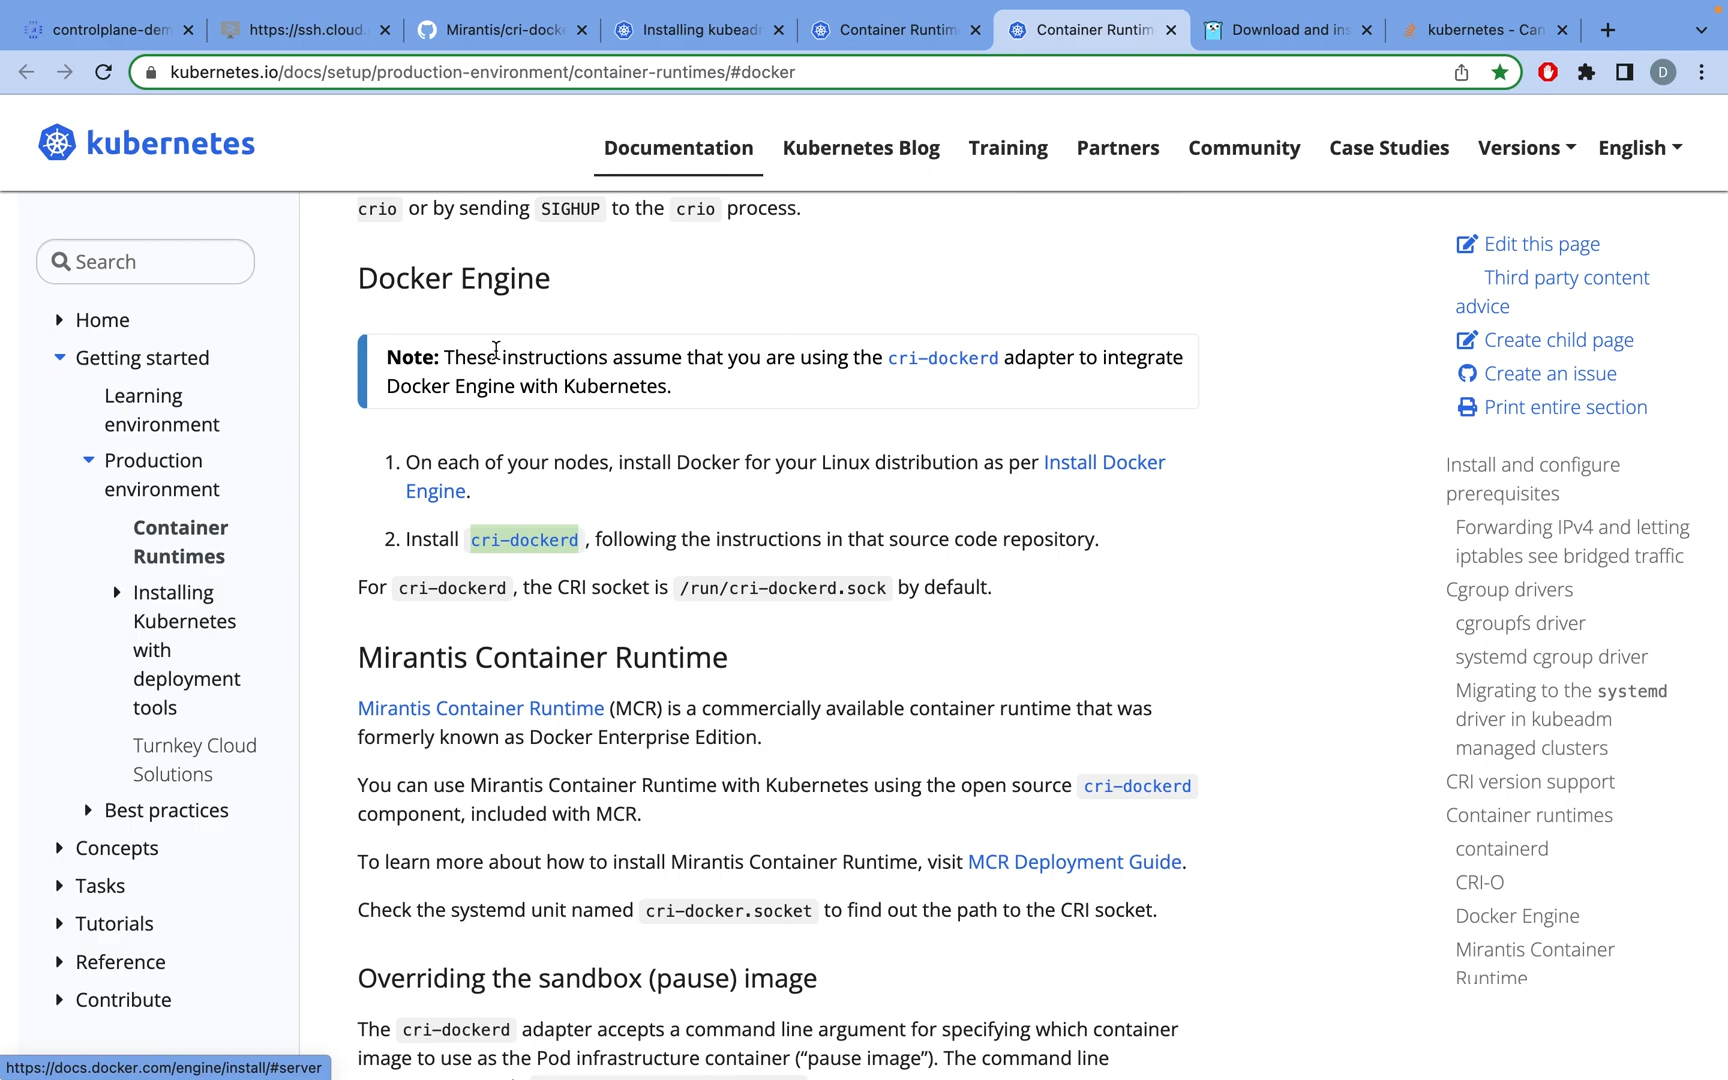 controlplane-dem
https://ssh.cloud.
Mirantis/cri-docke
Installing kubeadm
Container Runtim
Container Runtim
Download and ins
kubernetes - Can
kubernetes.io/docs/setup/production-environment/container-runtimes/#docker
D
kubernetes
Documentation
Kubernetes Blog
Training
Partners
Community
Case Studies
Versions
English
Search
Home
Getting started
Learning
environment
Production
environment
Container
Runtimes
Installing
Kubernetes
with
deployment
tools
Turnkey Cloud
Solutions
Best practices
Concepts
Tasks
Tutorials
Reference
Contribute
crio or by sending SIGHUP to the crio process.
Docker Engine
Note: These instructions assume that you are using the cri-dockerd adapter to integrate
Docker Engine with Kubernetes.
1. On each of your nodes, install Docker for your Linux distribution as per Install Docker
Engine.
2. Install cri-dockerd, following the instructions in that source code repository.
For cri-dockerd, the CRI socket is /run/cri-dockerd.sock by default.
Mirantis Container Runtime
Mirantis Container Runtime (MCR) is a commercially available container runtime that was
formerly known as Docker Enterprise Edition.
You can use Mirantis Container Runtime with Kubernetes using the open source cri-dockerd
component, included with MCR.
To learn more about how to install Mirantis Container Runtime, visit MCR Deployment Guide.
Check the systemd unit named cri-docker.socket to find out the path to the CRI socket.
Overriding the sandbox (pause) image
The cri-dockerd adapter accepts a command line argument for specifying which container
image to use as the Pod infrastructure container (“pause image”). The command line
Edit this page
Third party content
advice
Create child page
Create an issue
Print entire section
Install and configure
prerequisites
Forwarding IPv4 and letting
iptables see bridged traffic
Cgroup drivers
cgroupfs driver
systemd cgroup driver
Migrating to the systemd
driver in kubeadm
managed clusters
CRI version support
Container runtimes
containerd
CRI-O
Docker Engine
Mirantis Container
Runtime
https://docs.docker.com/engine/install/#server